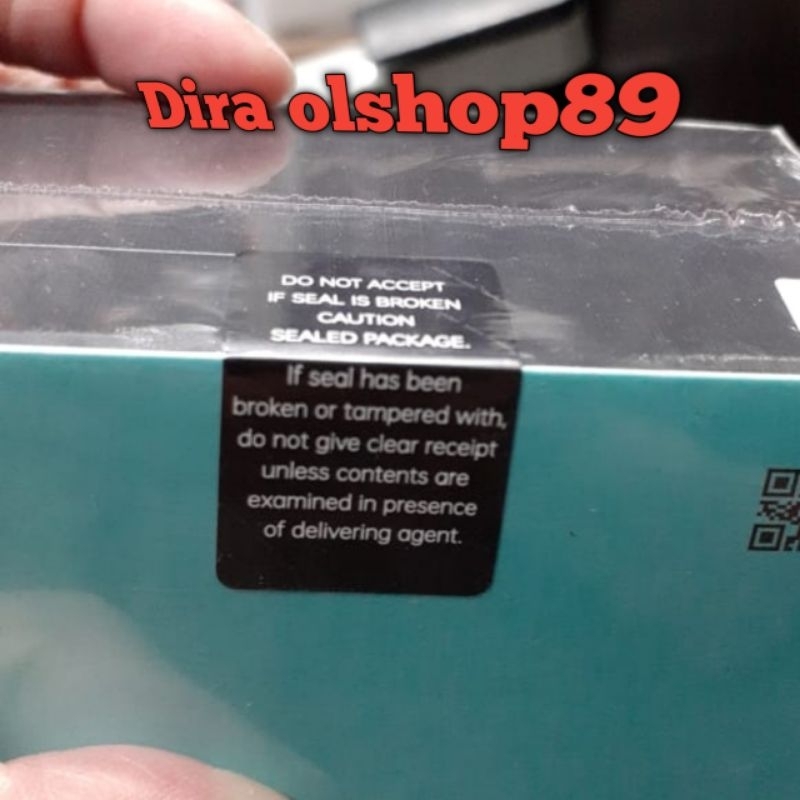 Dira olshop89
DO NOT ACCEPT
IF SEAL IS BROKEN
CAUTION
SEALED PACKAGE.
If seal has been
broken or tampered with,
do not give clear receipt
unless contents are
examined in presence
of delivering agent.